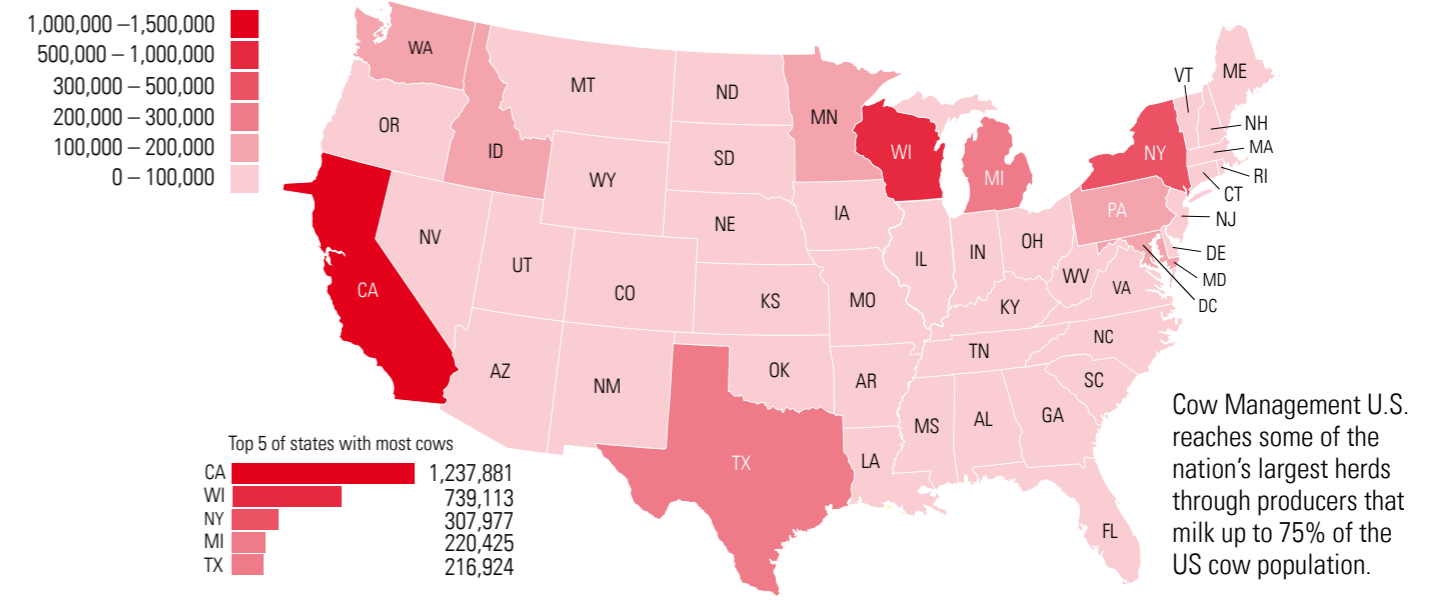 1,000,000 – 1,500,000
500,000 – 1,000,000
300,000 – 500,000
200,000 – 300,000
100,000 – 200,000
0 – 100,000
WA
MT
ND
MN
VT
ME
OR
ID
SD
WI
NY
NH
MA
WY
MI
RI
CT
IA
PA
NJ
NE
NV
OH
IL
IN
DE
UT
WV
MD
CA
CO
KS
MO
VA
DC
KY
NC
TN
AZ
NM
OK
AR
SC
MS
AL
GA
TX
LA
FL
Top 5 of states with most cows
CA 1,237,881
WI 739,113
NY 307,977
MI 220,425
TX 216,924
Cow Management U.S.
reaches some of the
nation’s largest herds
through producers that
milk up to 75% of the
US cow population.